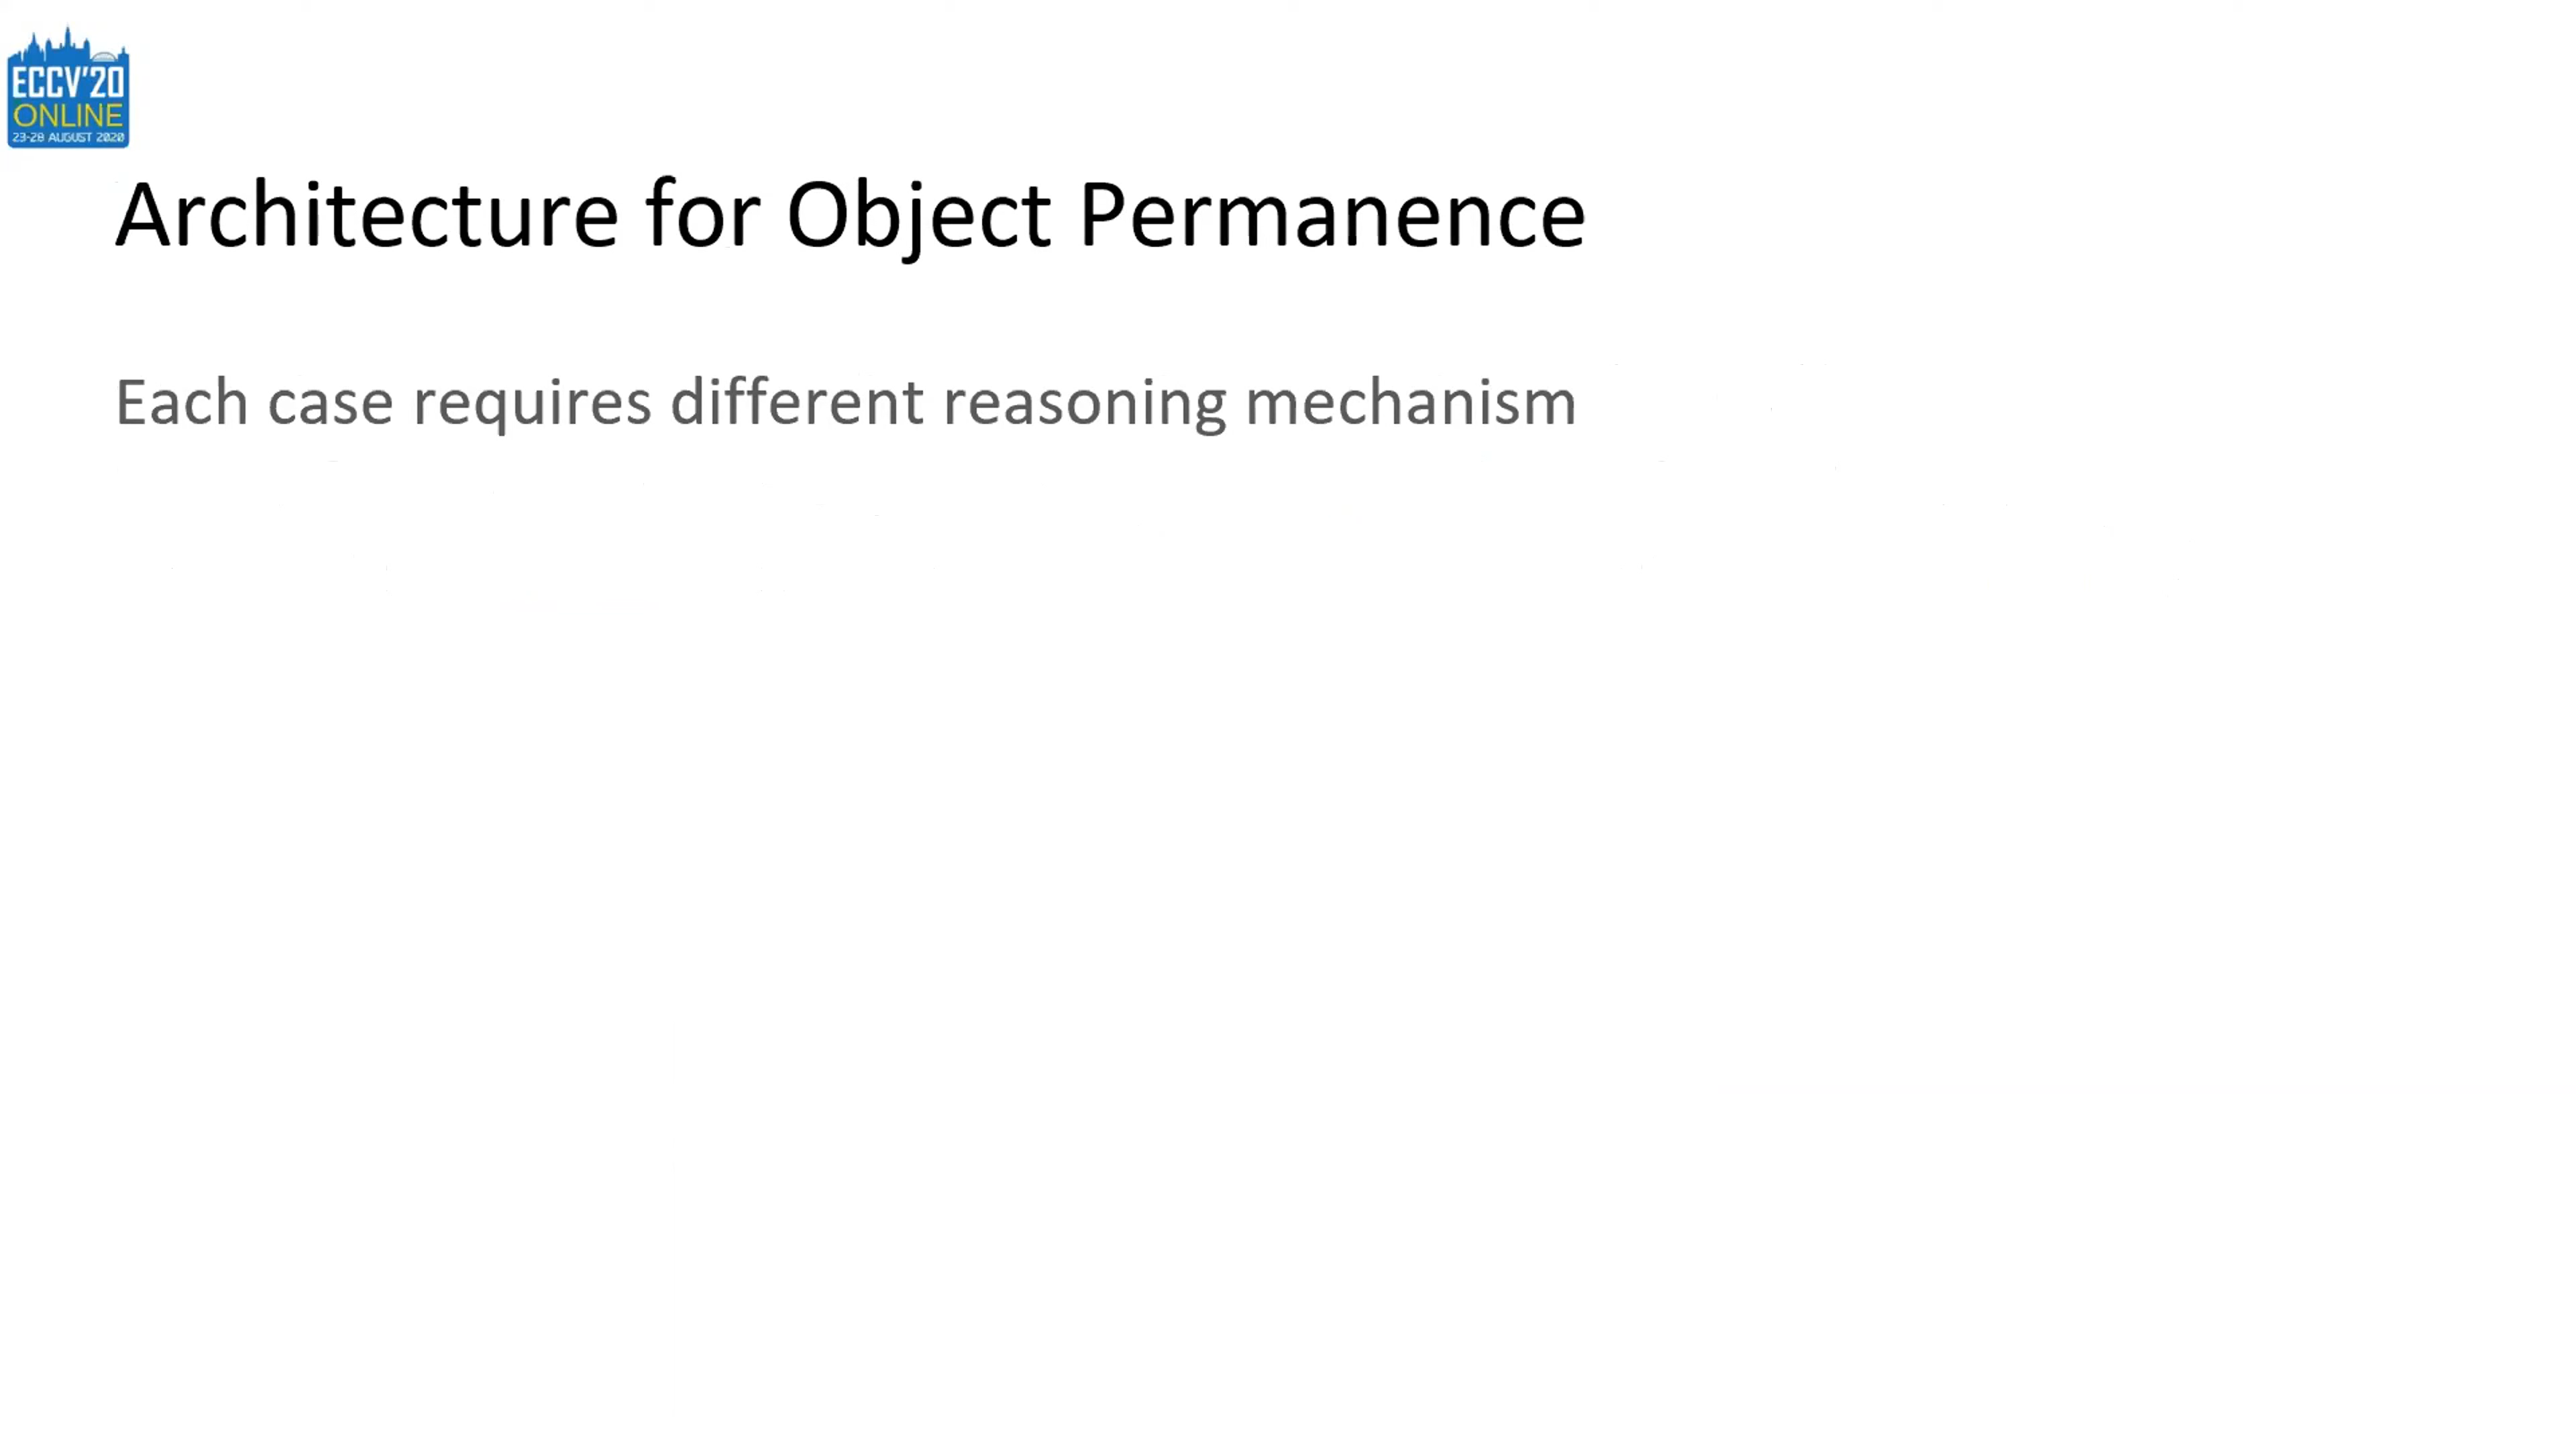 ECCV'20
ONLINE
23-28 AUGUST 2020
Architecture for Object Permanence
Each case requires different reasoning mechanism